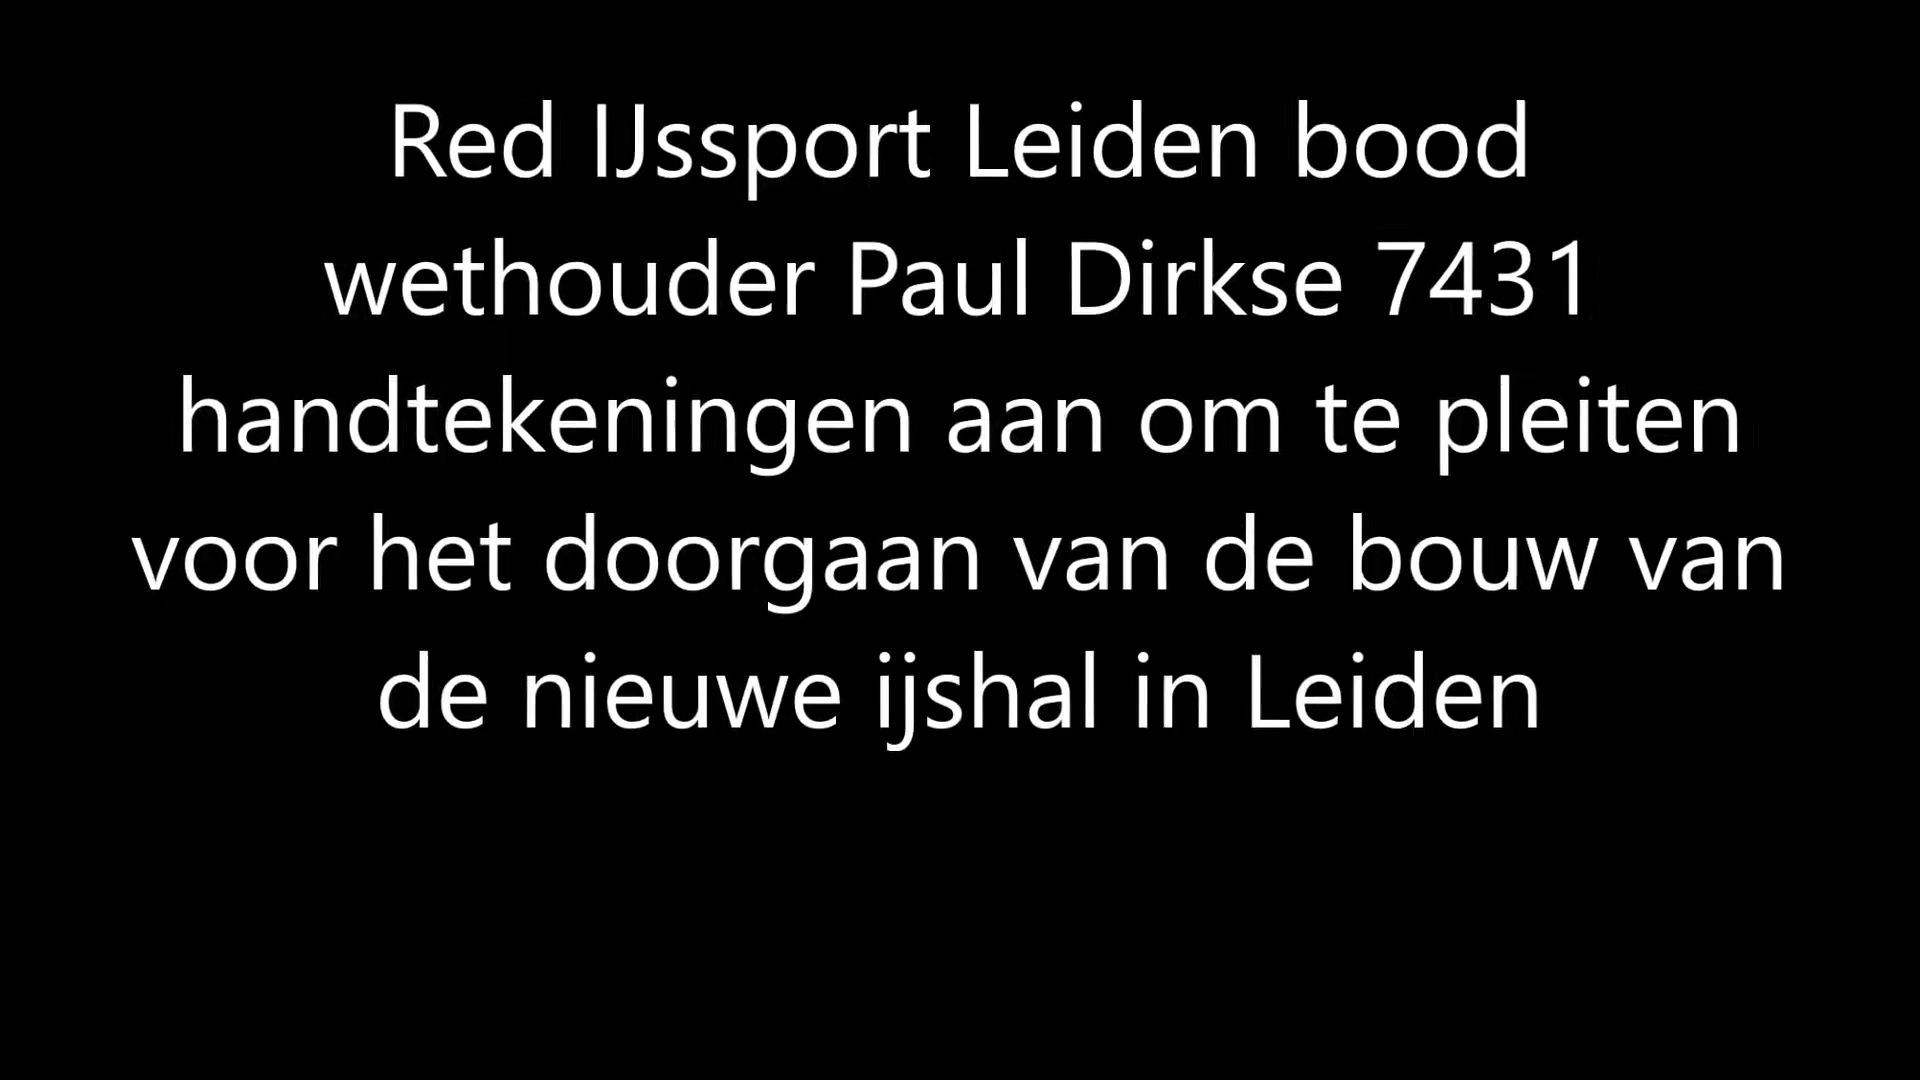 Red IJssport Leiden bood
wethouder Paul Dirkse 7431
handtekeningen aan om te pleiten
voor het doorgaan van de bouw van
de nieuwe ijshal in Leiden